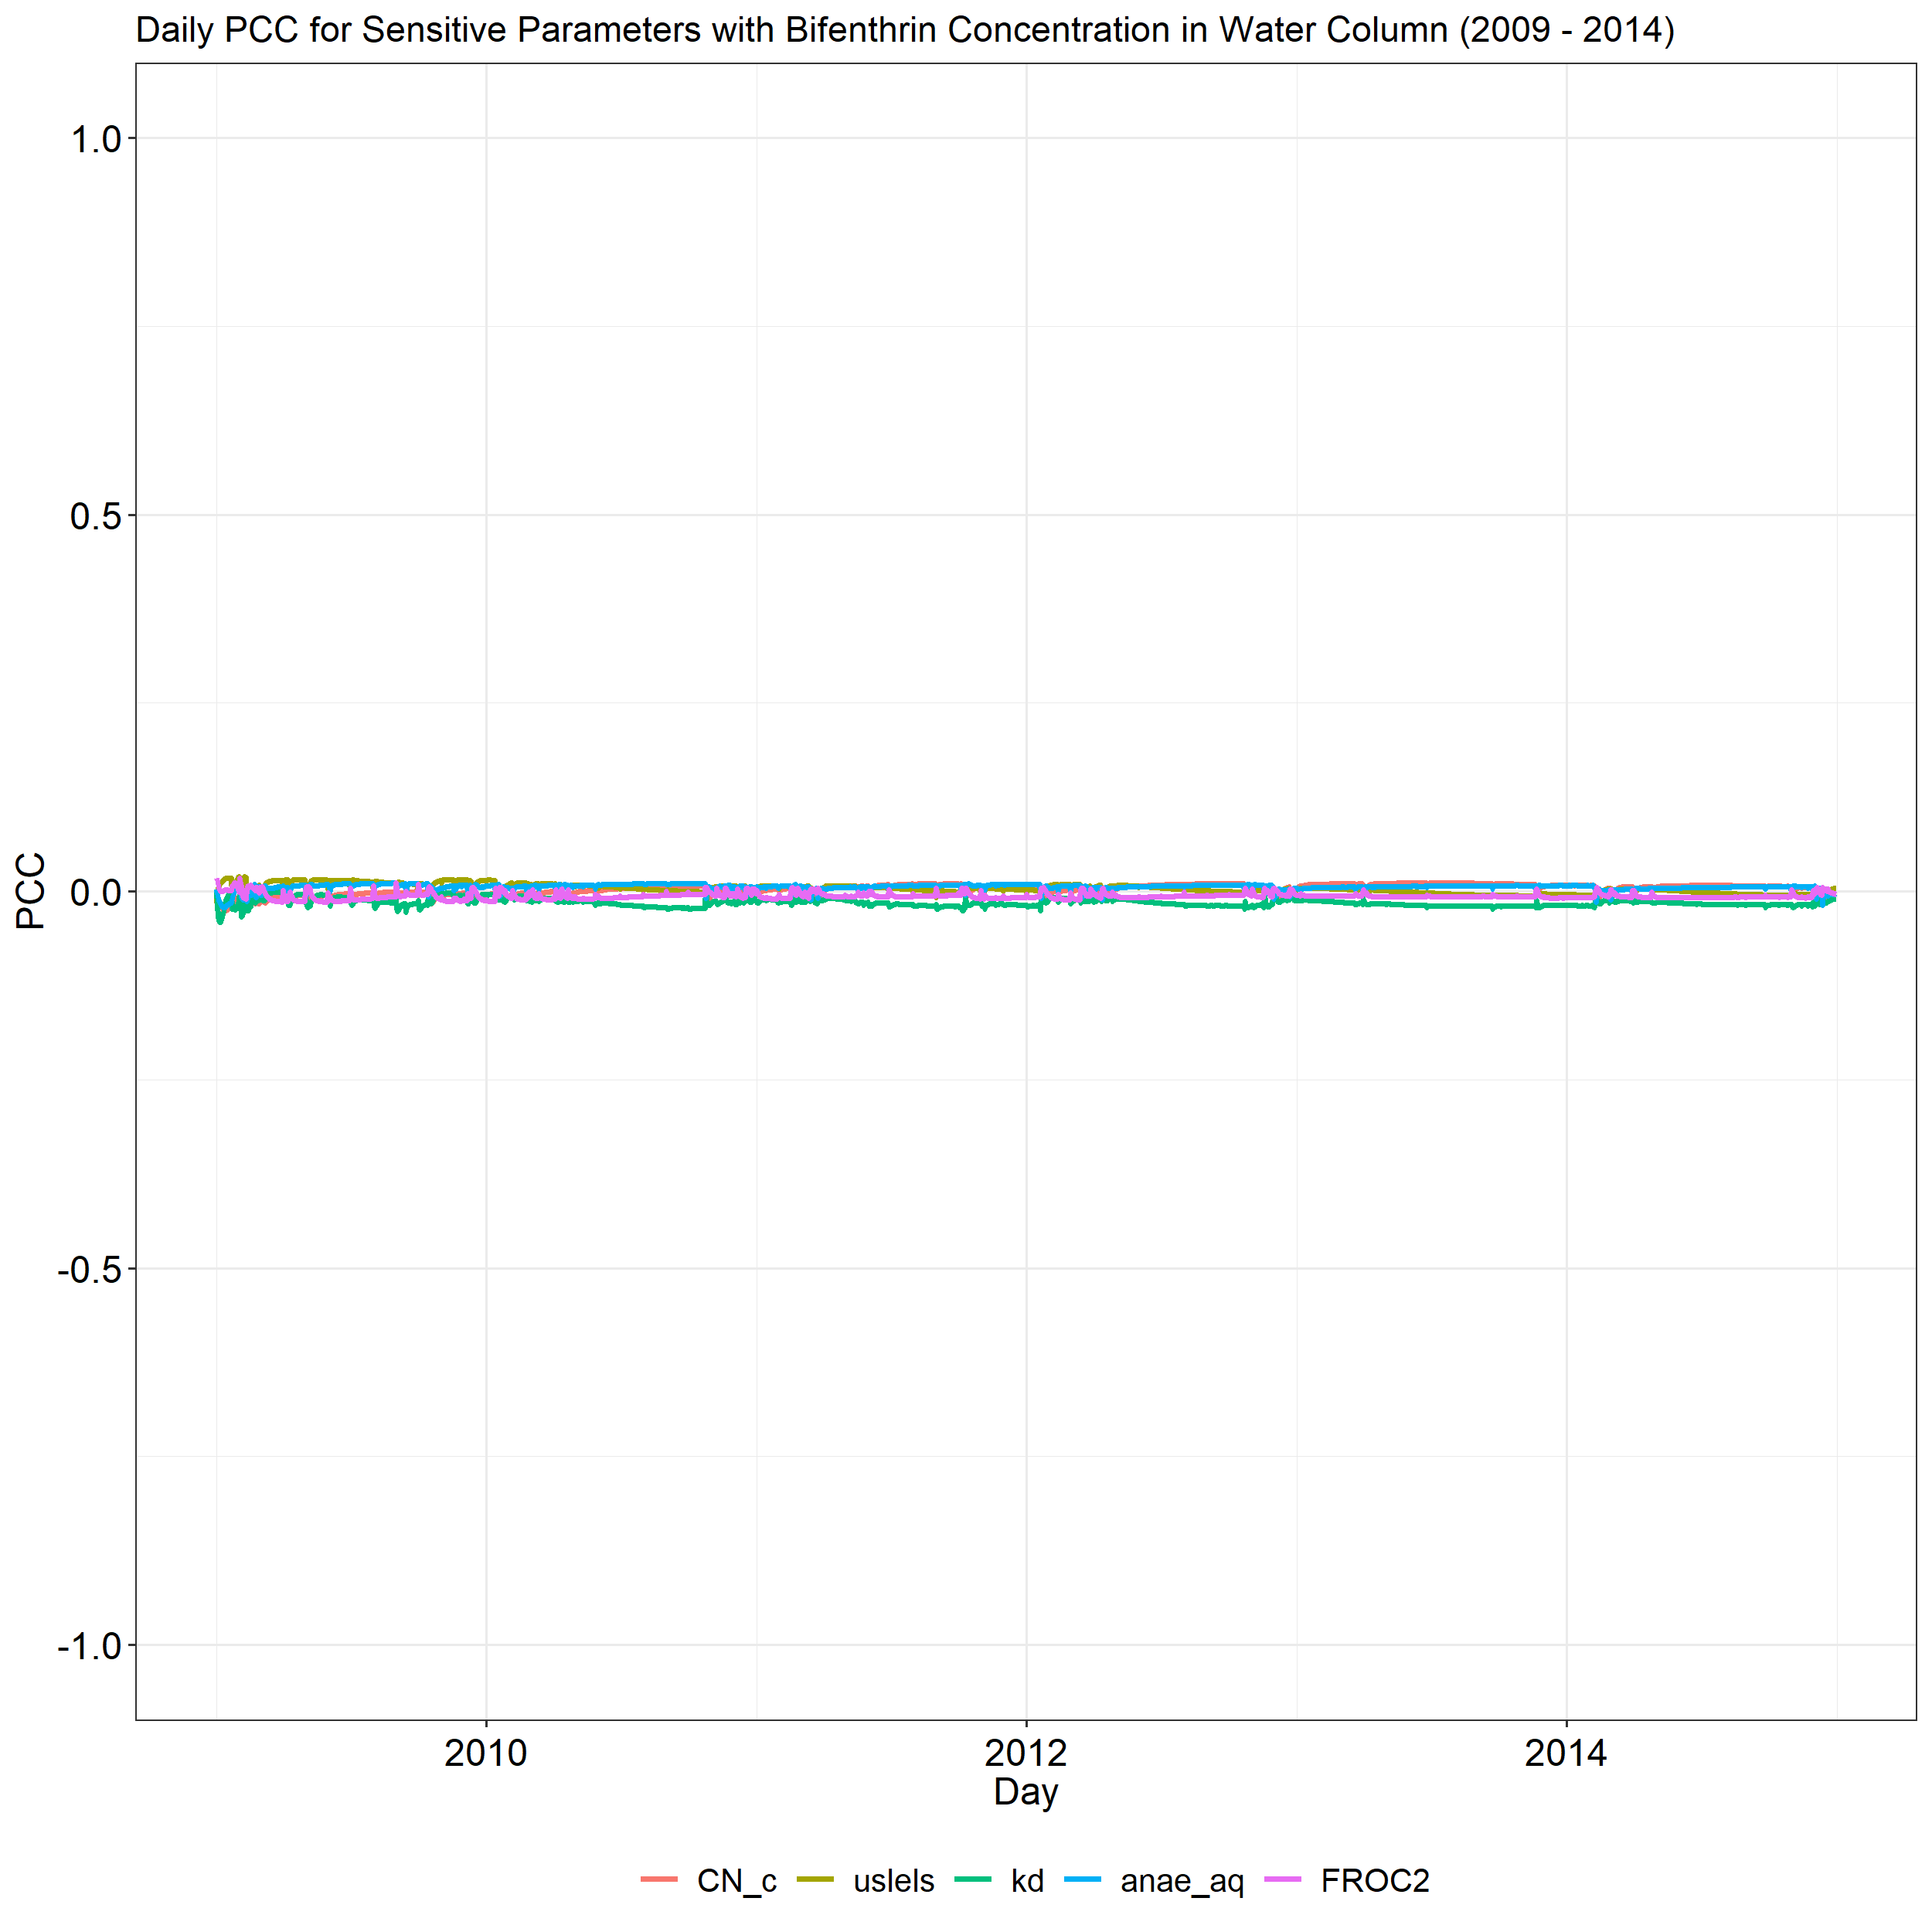 Daily PCC for Sensitive Parameters with Bifenthrin Concentration in Water Column (2009 - 2014)
1.0
0.5
0.0
-0.5
-1.0
PCC
2010 2012 2014
Day
CN_c uslels kd anae_aq FROC2